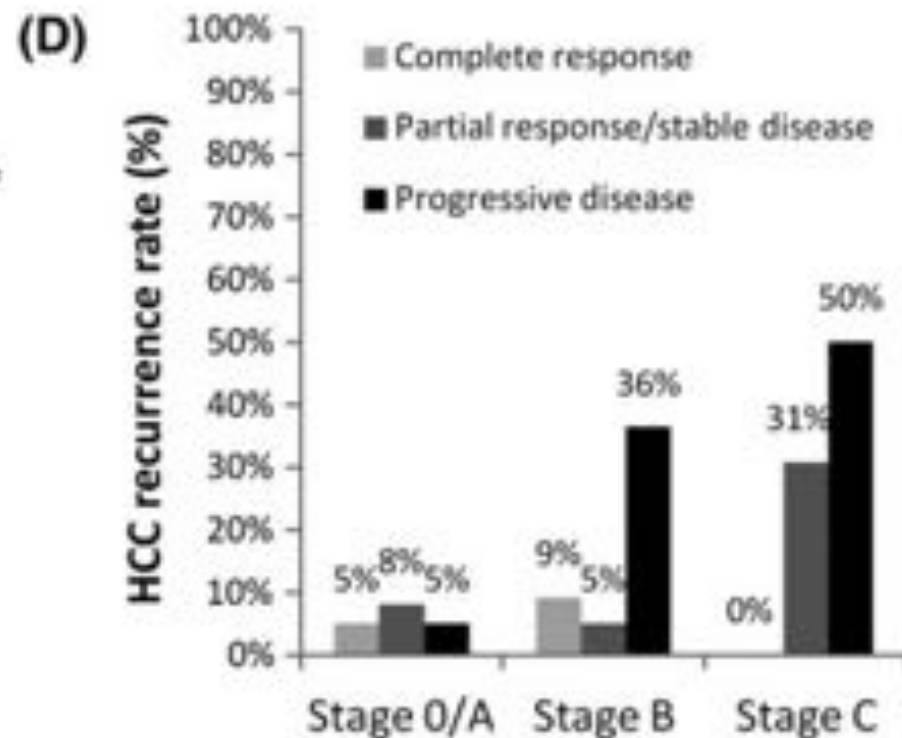 (D)
HCC recurrence rate (%)
100%
90%
80%
70%
60%
50%
40%
30%
20%
10%
0%
Complete response
Partial response/stable disease
Progressive disease
5%
8%
5%
9%
5%
36%
0%
31%
50%
Stage 0/A
Stage B
Stage C